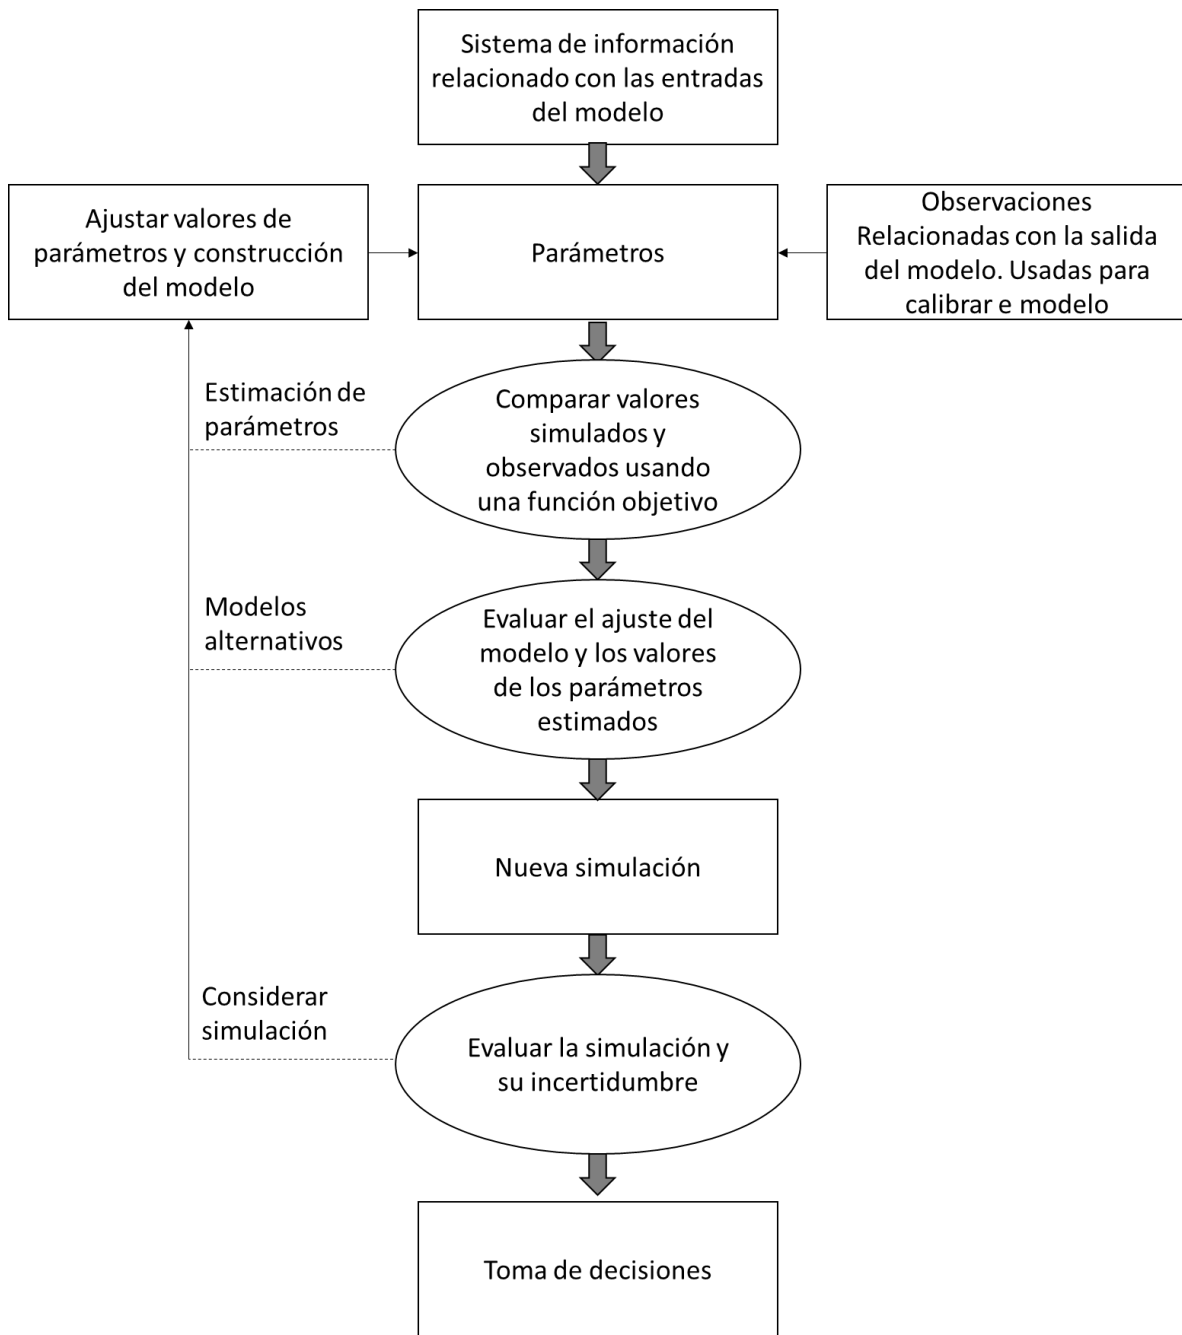 Sistema de información
relacionado con las entradas
del modelo
Ajustar valores de
parámetros y construcción
del modelo
Parámetros
Observaciones
Relacionadas con la salida
del modelo. Usadas para
calibrar e modelo
Estimación de
parámetros
Comparar valores
simulados y
observados usando
una función objetivo
Modelos
alternativos
Evaluar el ajuste del
modelo y los valores
de los parámetros
estimados
Nueva simulación
Considerar
simulación
Evaluar la simulación y
su incertidumbre
Toma de decisiones